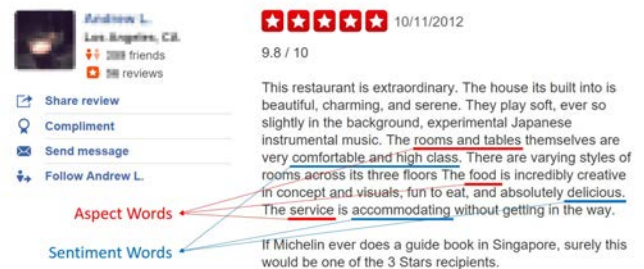 Andrew L.
Los Angeles, CA.
friends
reviews
Share review
Compliment
Send message
Follow Andrew L.
Aspect Words
Sentiment Words
10/11/2012
9.8 / 10
This restaurant is extraordinary. The house its built into is
beautiful, charming, and serene. They play soft, ever so
slightly in the background, experimental Japanese
instrumental music. The rooms and tables themselves are
very comfortable and high class. There are varying styles of
rooms across its three floors The food is incredibly creative
in concept and visuals, fun to eat, and absolutely delicious.
The service is accommodating without getting in the way.
If Michelin ever does a guide book in Singapore, surely this
would be one of the 3 Stars recipients.